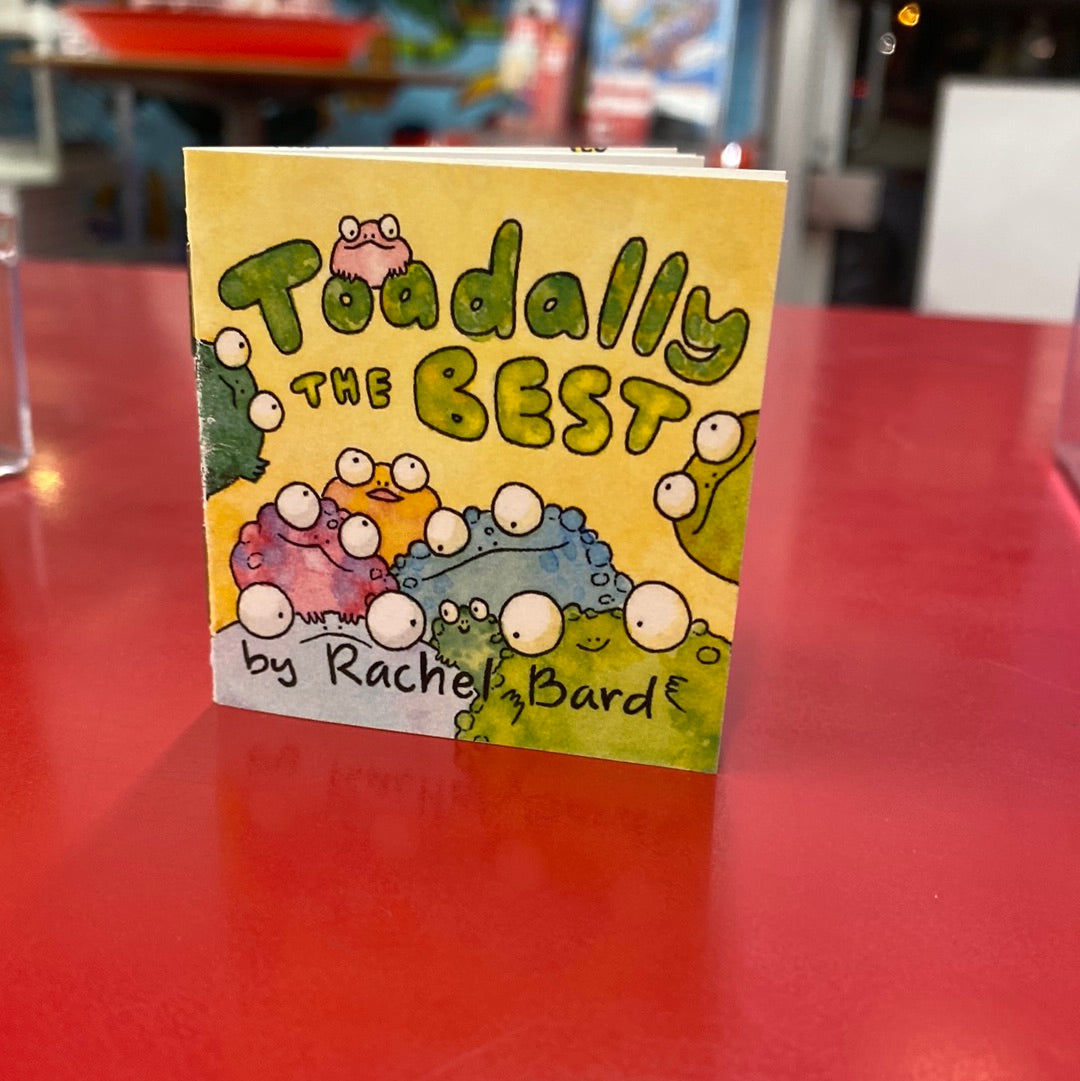 Toadally
THE BEST
by Rachel Bard